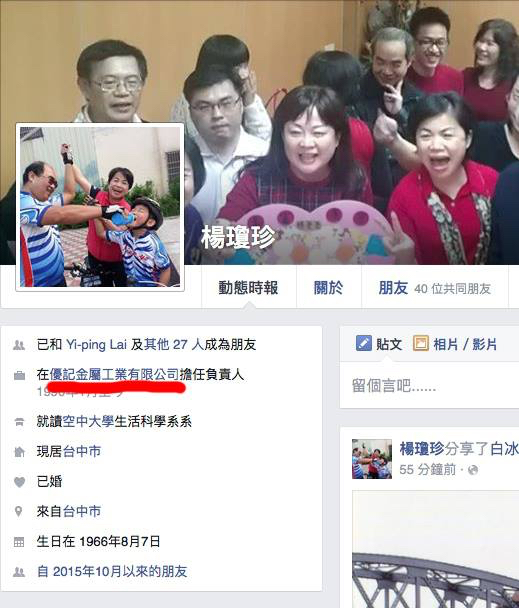 楊瓊珍
動態時報
關於
朋友 40 位共同朋友
已和 Yi-ping Lai 及其他 27 人成為朋友
在優記金屬工業有限公司擔任負責人
就讀空中大學生活科學系系
現居台中市
已婚
來自台中市
生日在 1966年8月7日
自 2015年10月以來的朋友
貼文
相片 / 影片
留個言吧......
楊瓊珍分享了白冰
55 分鐘前